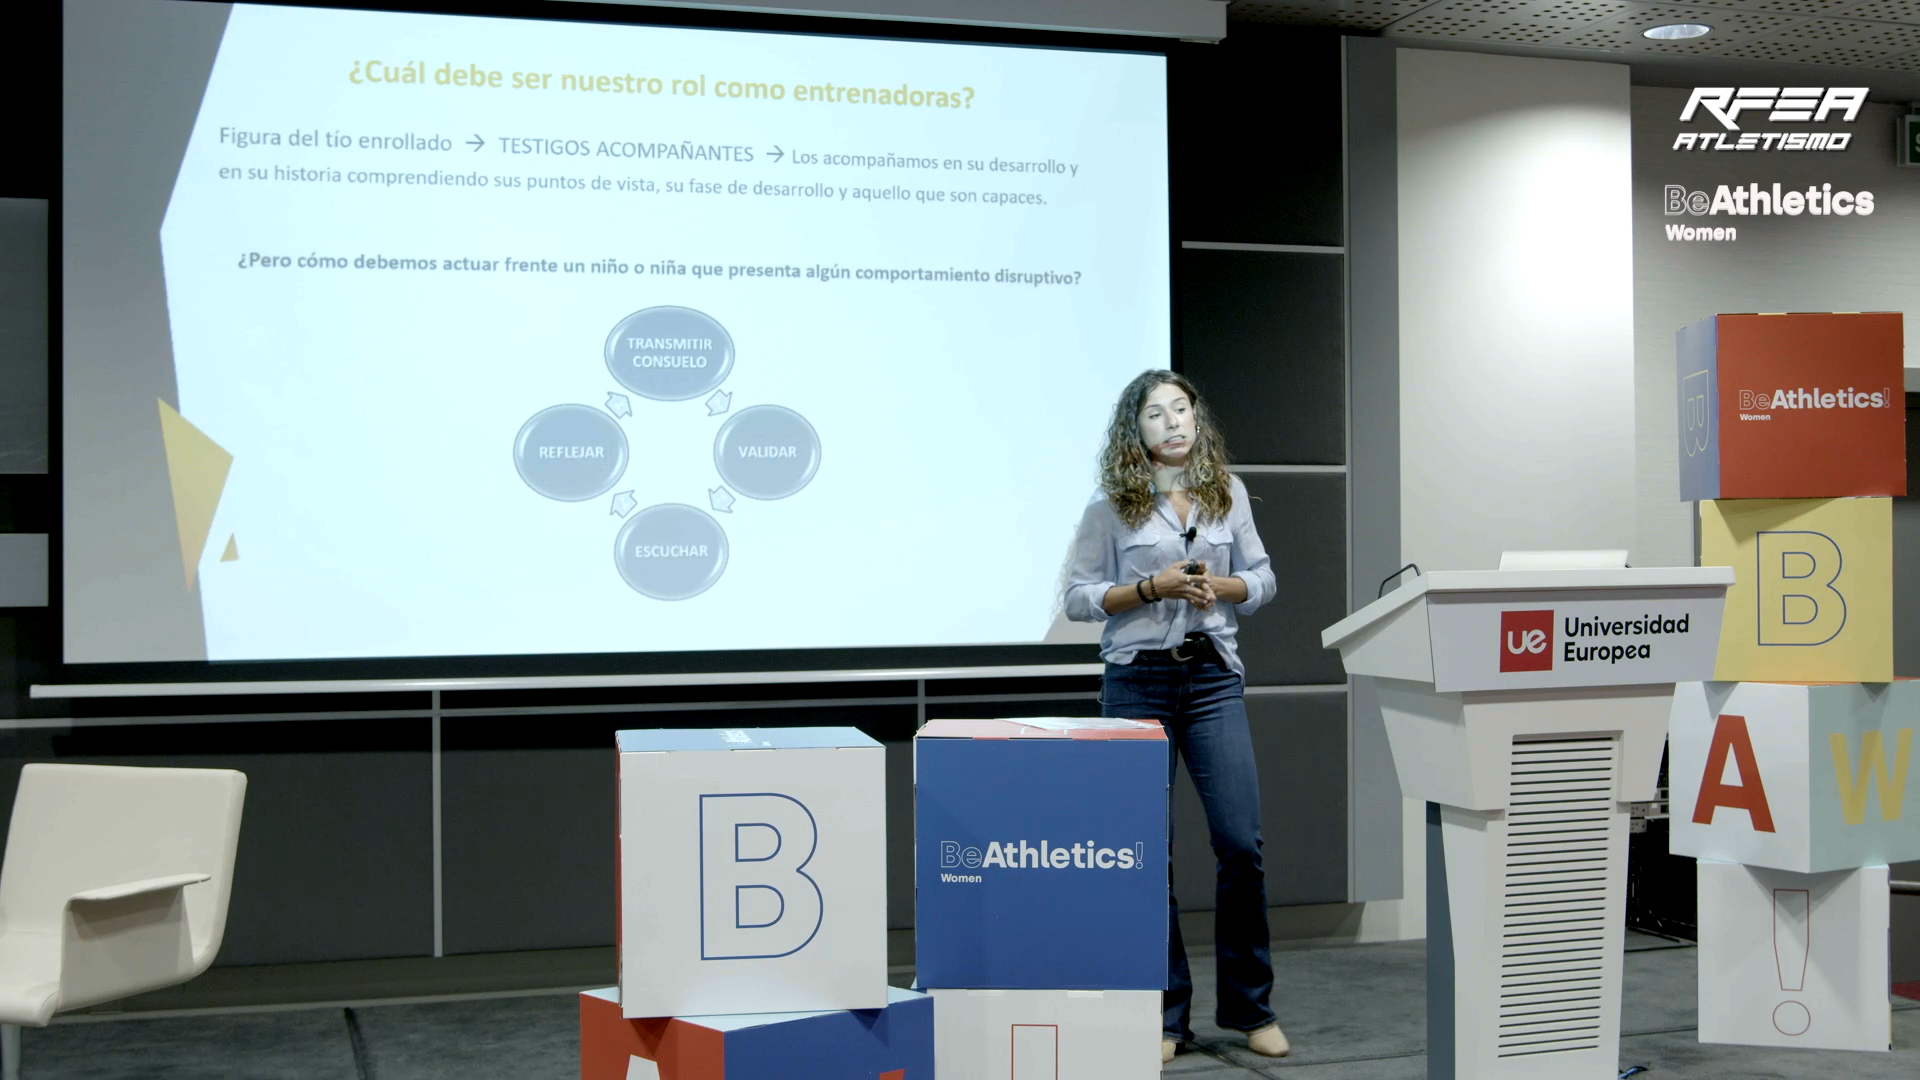 ¿Cuál debe ser nuestro rol como entrenadoras?
Figura del tío enrollado → TESTIGOS ACOMPAÑANTES → Los acompañamos en su desarrollo y
en su historia comprendiendo sus puntos de vista, su fase de desarrollo y aquello que son capaces.
¿Pero cómo debemos actuar frente un niño o niña que presenta algún comportamiento disruptivo?
TRANSMITIR
CONSUELO
REFLEJAR
VALIDAR
ESCUCHAR
RFEA
ATLETISMO
BeAthletics
Women
B
BeAthletics!
Women
B
ue Universidad
Europea
A
W
!
B
BeAthletics!
Women
A